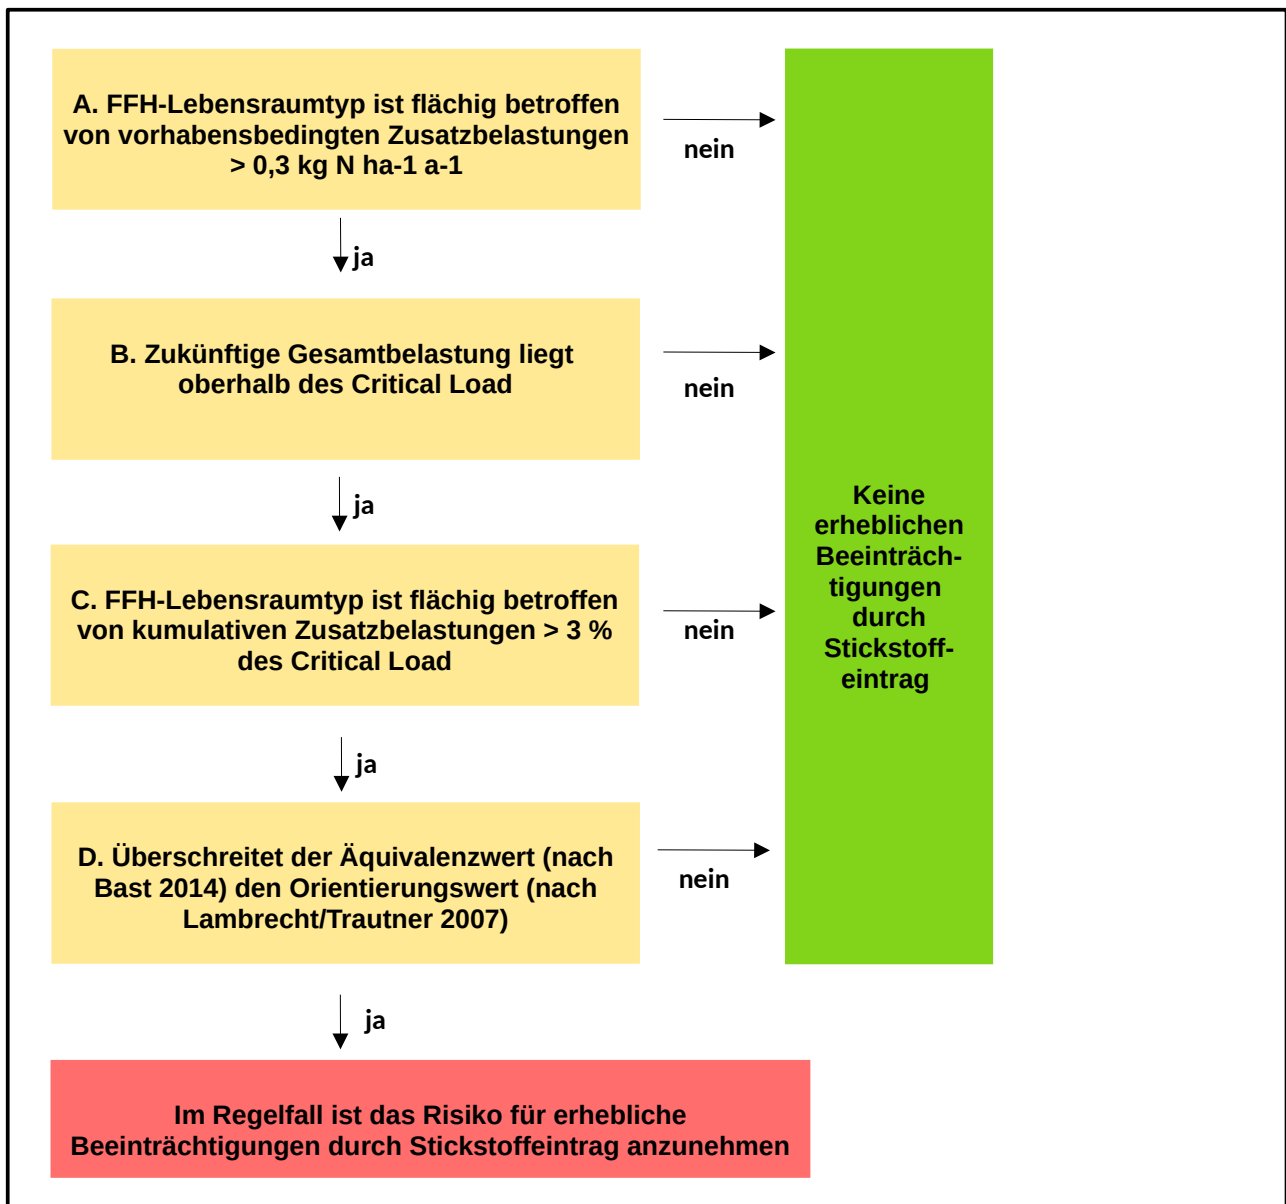 A. FFH-Lebensraumtyp ist flächig betroffen
von vorhabensbedingten Zusatzbelastungen
> 0,3 kg N ha-1 a-1
nein
ja
B. Zukünftige Gesamtbelastung liegt
oberhalb des Critical Load
nein
ja
C. FFH-Lebensraumtyp ist flächig betroffen
von kumulativen Zusatzbelastungen > 3 %
des Critical Load
nein
ja
D. Überschreitet der Äquivalenzwert (nach
Bast 2014) den Orientierungswert (nach
Lambrecht/Trautner 2007)
nein
ja
Keine
erheblichen
Beeinträch-
tigungen
durch
Stickstoff-
eintrag
Im Regelfall ist das Risiko für erhebliche
Beeinträchtigungen durch Stickstoffeintrag anzunehmen